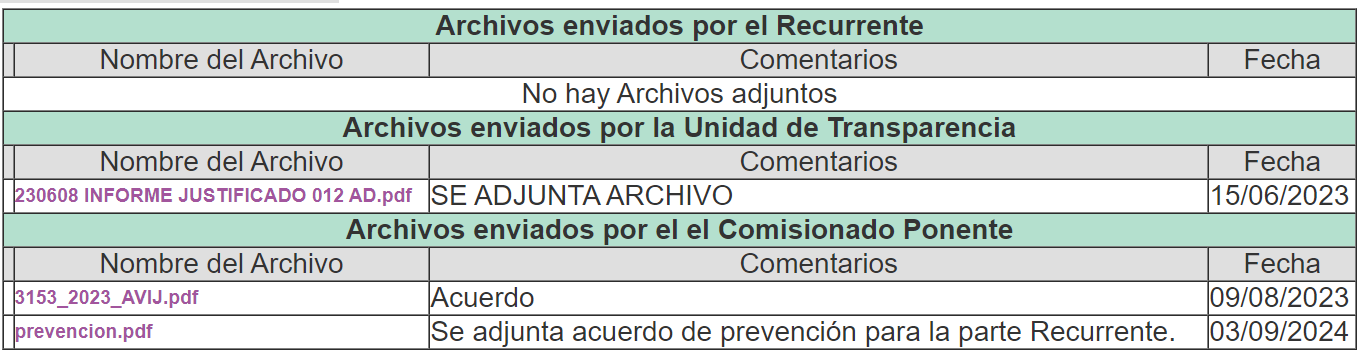 Archivos enviados por el Recurrente
Nombre del Archivo Comentarios Fecha
No hay Archivos adjuntos
Archivos enviados por la Unidad de Transparencia
Nombre del Archivo Comentarios Fecha
230608 INFORME JUSTIFICADO 012 AD.pdf SE ADJUNTA ARCHIVO 15/06/2023
Archivos enviados por el el Comisionado Ponente
Nombre del Archivo Comentarios Fecha
3153_2023_AVIJ.pdf Acuerdo 09/08/2023
prevencion.pdf Se adjunta acuerdo de prevención para la parte Recurrente. 03/09/2024